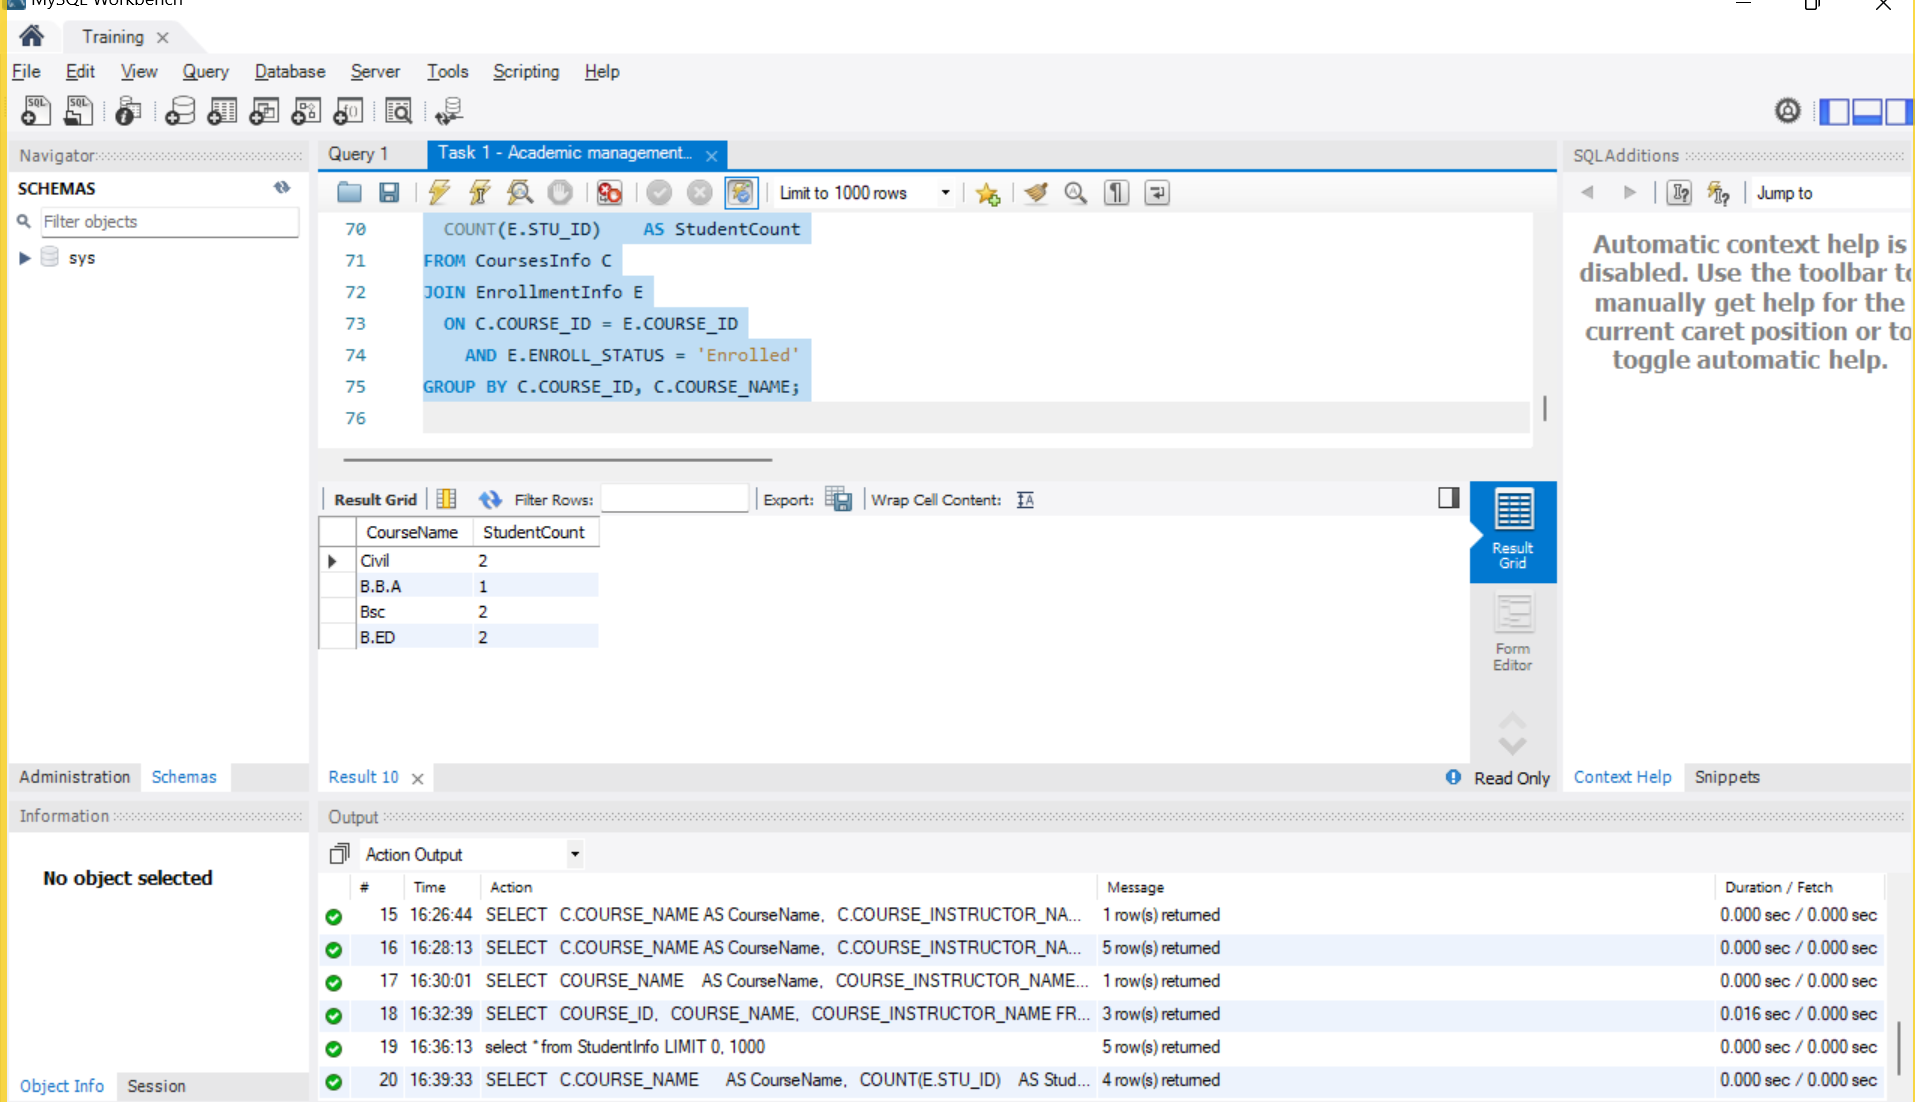 MySQL Workbench
Training
File Edit View Query Database Server Tools Scripting Help
Navigator
SCHEMAS
Filter objects
sys
Administration Schemas
Information
No object selected
Object Info Session
Query 1 Task 1 - Academic management...
Limit to 1000 rows
70 COUNT(E.STU_ID) AS StudentCount
71 FROM CoursesInfo C
72 JOIN EnrollmentInfo E
73 ON C.COURSE_ID = E.COURSE_ID
74 AND E.ENROLL_STATUS = 'Enrolled'
75 GROUP BY C.COURSE_ID, C.COURSE_NAME;
76
Result Grid Filter Rows: Export: Wrap Cell Content:
CourseName StudentCount
Civil 2
B.B.A 1
Bsc 2
B.ED 2
Result
Grid
Form
Editor
Result 10 Read Only
SQLAdditions
Jump to
Automatic context help is
disabled. Use the toolbar to
manually get help for the
current caret position or to
toggle automatic help.
Context Help Snippets
Output
Action Output
# Time Action Message Duration / Fetch
15 16:26:44 SELECT C.COURSE_NAME AS CourseName, C.COURSE_INSTRUCTOR_NA... 1 row(s) returned 0.000 sec / 0.000 sec
16 16:28:13 SELECT C.COURSE_NAME AS CourseName, C.COURSE_INSTRUCTOR_NA... 5 row(s) returned 0.000 sec / 0.000 sec
17 16:30:01 SELECT COURSE_NAME AS CourseName, COURSE_INSTRUCTOR_NAME... 1 row(s) returned 0.000 sec / 0.000 sec
18 16:32:39 SELECT COURSE_ID, COURSE_NAME, COURSE_INSTRUCTOR_NAME FR... 3 row(s) returned 0.016 sec / 0.000 sec
19 16:36:13 select * from StudentInfo LIMIT 0, 1000 5 row(s) returned 0.000 sec / 0.000 sec
20 16:39:33 SELECT C.COURSE_NAME AS CourseName, COUNT(E.STU_ID) AS Stud... 4 row(s) returned 0.000 sec / 0.000 sec